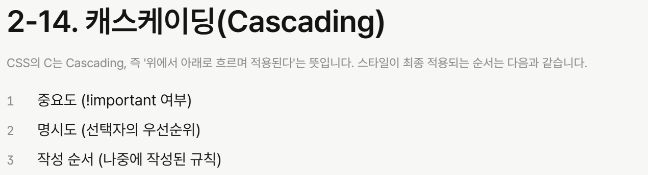 2-14. 캐스케이딩(Cascading)
CSS의 C는 Cascading, 즉 '위에서 아래로 흐르며 적용된다'는 뜻입니다. 스타일이 최종 적용되는 순서는 다음과 같습니다.
1 중요도 (!important 여부)
2 명시도 (선택자의 우선순위)
3 작성 순서 (나중에 작성된 규칙)